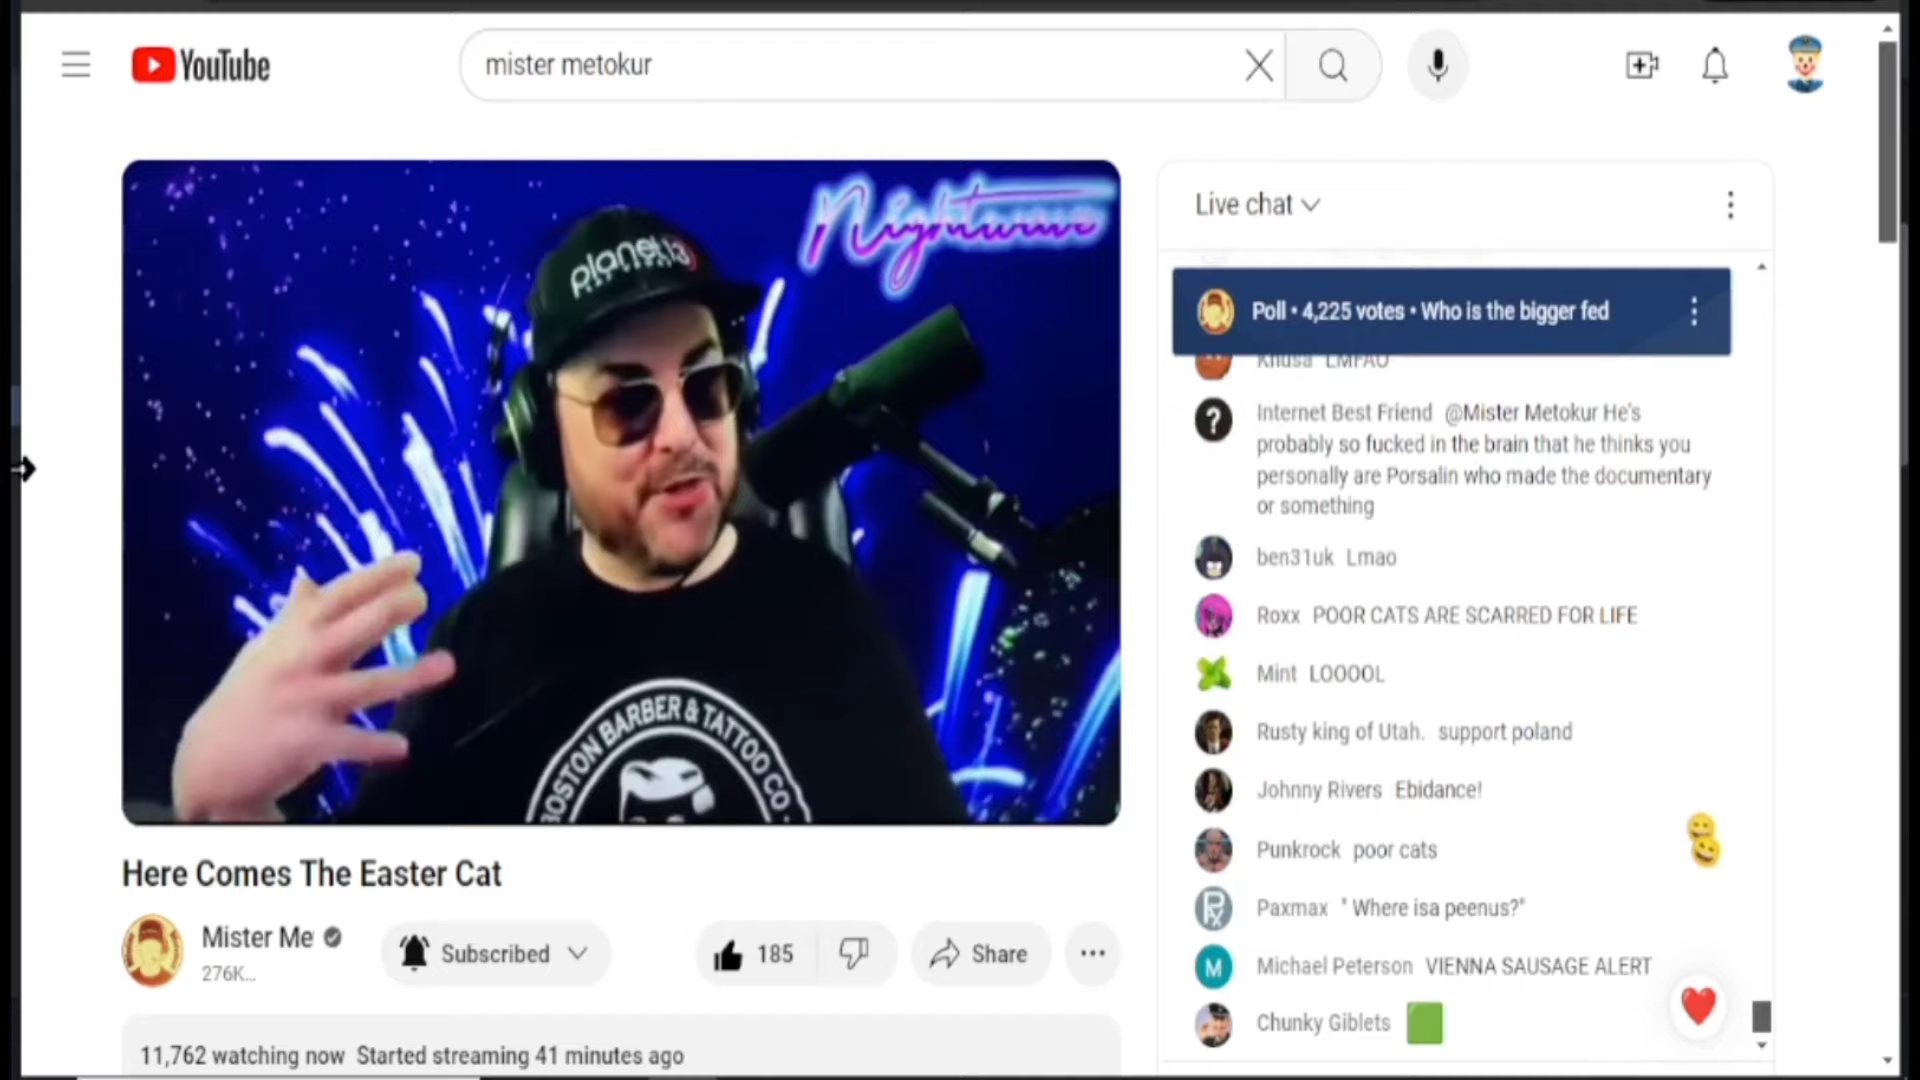 YouTube
mister metokur
Nightwave
planet13
BOSTON BARBER & TATTOO CO.
Here Comes The Easter Cat
Mister Me
276K...
Subscribed
185
Share
11,762 watching now Started streaming 41 minutes ago
Live chat
Poll • 4,225 votes • Who is the bigger fed
Khusa LMFAO
Internet Best Friend @Mister Metokur He's
probably so fucked in the brain that he thinks you
personally are Porsalin who made the documentary
or something
ben31uk Lmao
Roxx POOR CATS ARE SCARRED FOR LIFE
Mint LOOOOL
Rusty king of Utah. support poland
Johnny Rivers Ebidance!
Punkrock poor cats
Paxmax " Where isa peenus?"
M Michael Peterson VIENNA SAUSAGE ALERT
Chunky Giblets